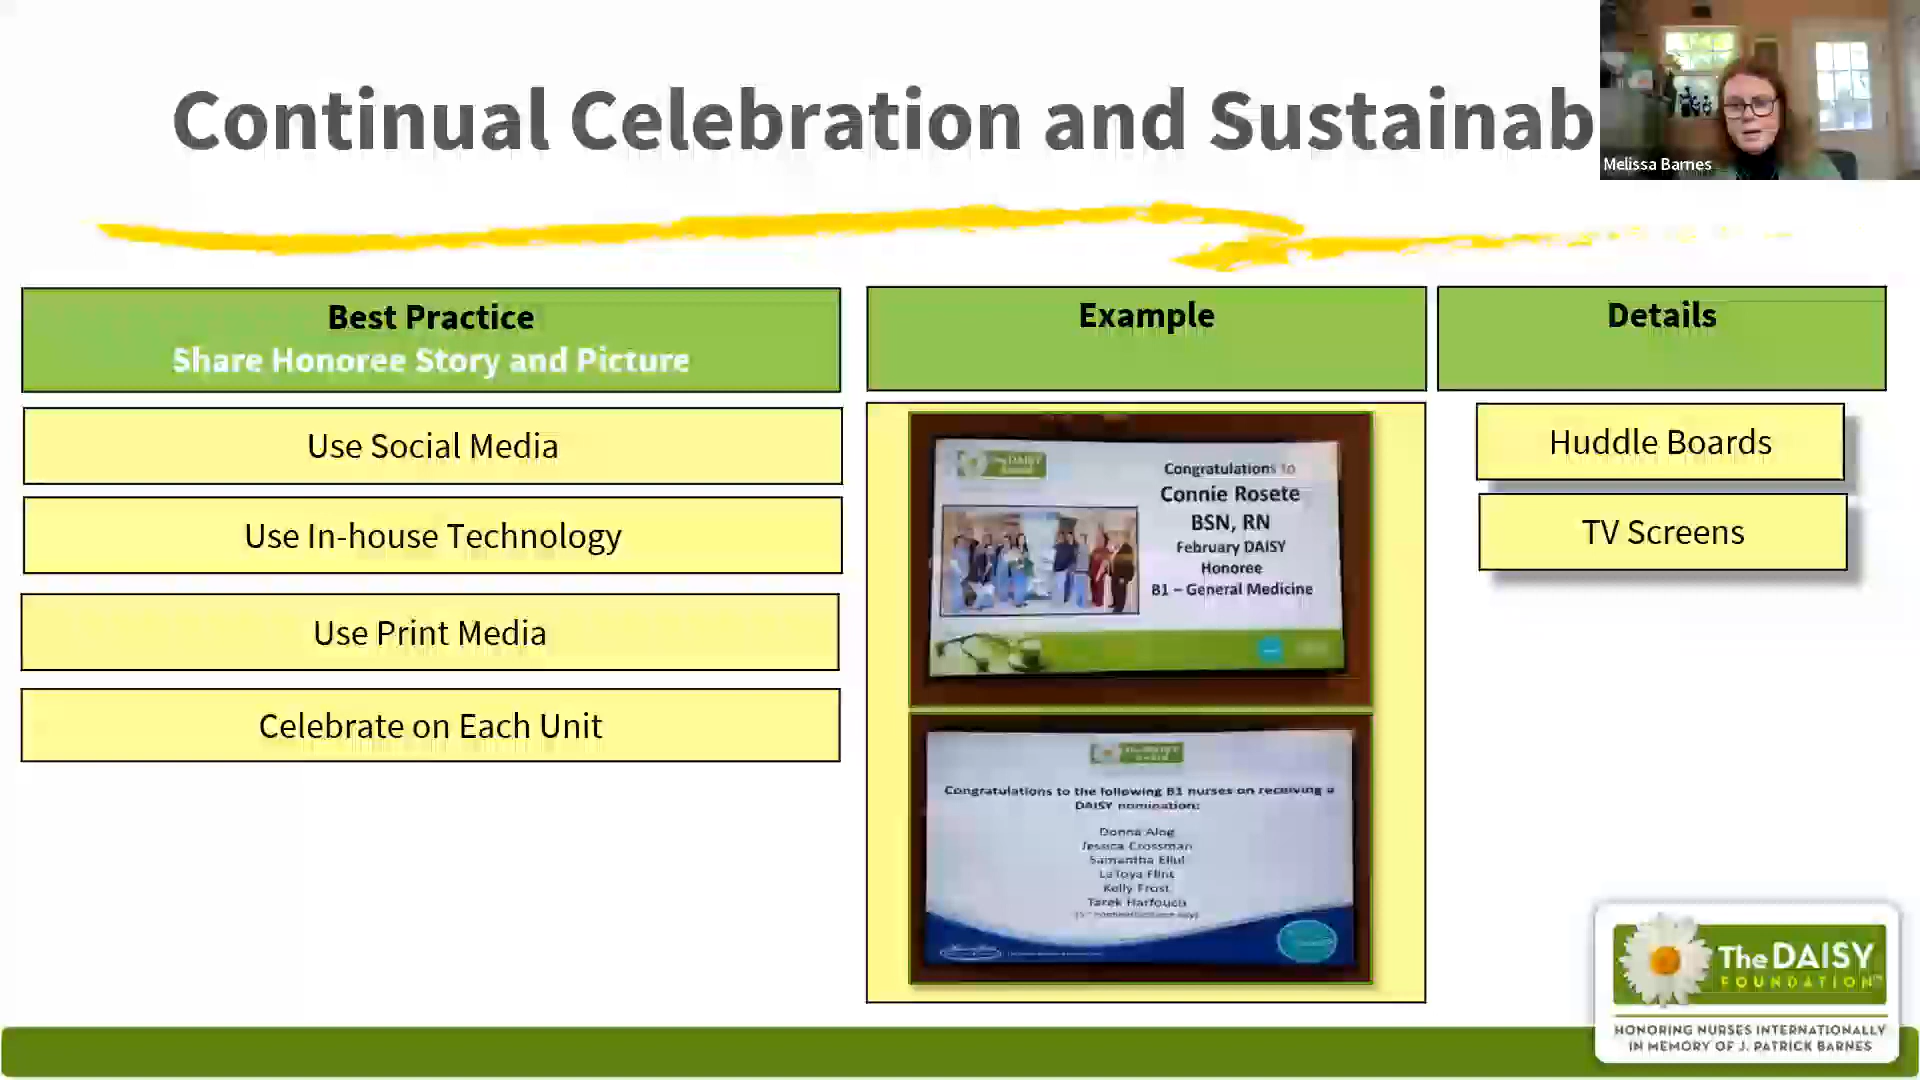 Continual Celebration and Sustainab
Melissa Barnes
Best Practice
Share Honoree Story and Picture
Use Social Media
Use In-house Technology
Use Print Media
Celebrate on Each Unit
Example
The DAISY
Congratulations to
Connie Rosete
BSN, RN
February DAISY
Honoree
B1 – General Medicine
Congratulations to the following B1 nurses on receiving a
DAISY nomination:
Donna Alog
Jessica Crossman
Samantha Ellul
LaToya Flint
Kelly Frost
Tarek Harfouch
Details
Huddle Boards
TV Screens
The DAISY
FOUNDATION™
HONORING NURSES INTERNATIONALLY
IN MEMORY OF J. PATRICK BARNES